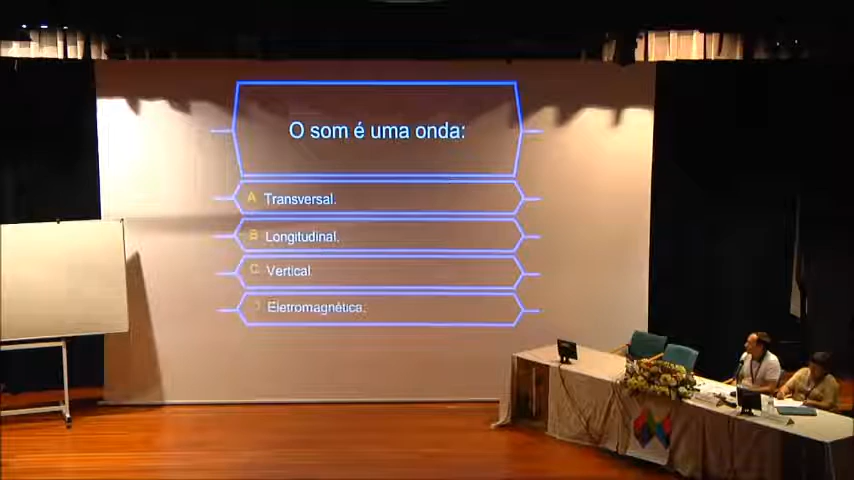 O som é uma onda:
A Transversal.
B Longitudinal.
C Vertical
Eletromagnética.